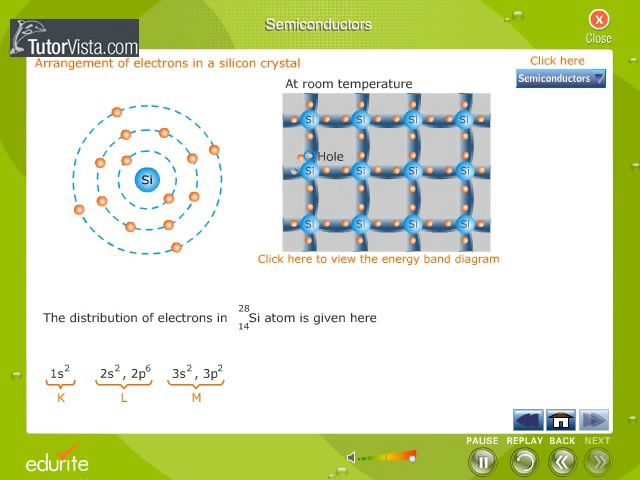 Semiconductors
TutorVista.com
Close
Arrangement of electrons in a silicon crystal
Click here
Semiconductors
At room temperature
Si Si Si Si
Hole
Si Si Si Si
Si Si Si Si
Si
Click here to view the energy band diagram
The distribution of electrons in ²⁸₁₄Si atom is given here
1s² 2s² , 2p⁶ 3s² , 3p²
K L M
PAUSE REPLAY BACK NEXT
edurite